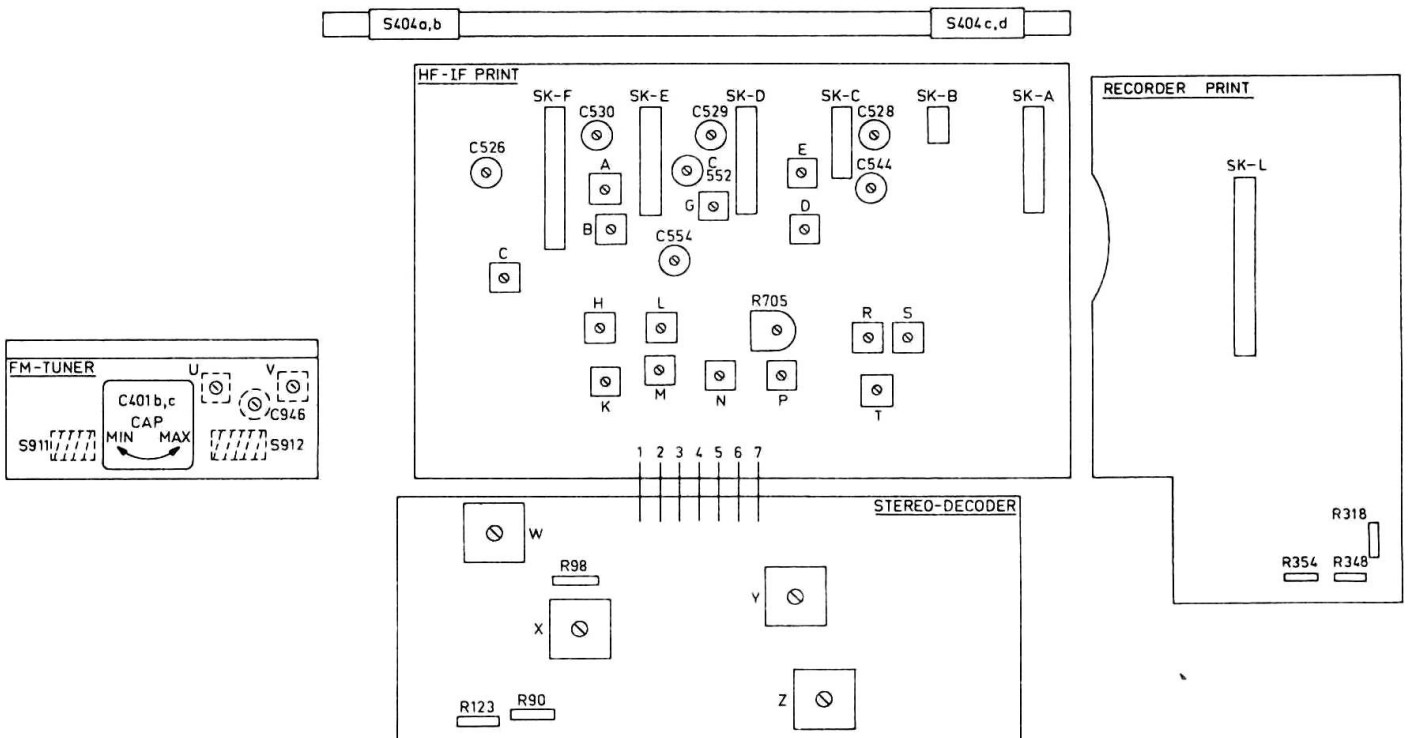 S404a,b
S404c,d
HF-IF PRINT
SK-F
SK-E
SK-D
SK-C
SK-B
SK-A
C530
C529
C528
C526
A
C
552
E
C544
G
B
D
C554
C
H
L
R705
R
S
K
M
N
P
T
1 2 3 4 5 6 7
RECORDER PRINT
SK-L
R318
R354
R348
FM-TUNER
U
V
C401b,c
CAP
MIN MAX
C946
S911
S912
STEREO-DECODER
W
R98
Y
X
Z
R123
R90